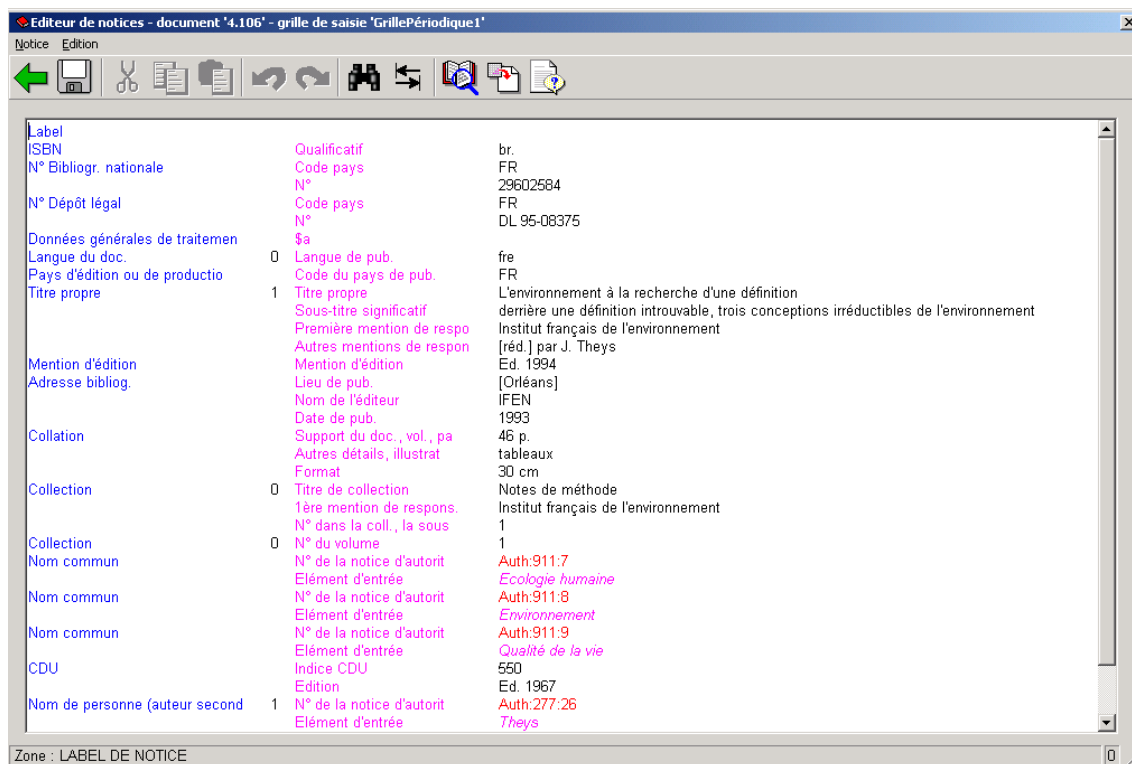 Editeur de notices - document '4.106' - grille de saisie 'GrillePériodique1'
Notice Edition
Label
ISBN Qualificatif br.
N° Bibliogr. nationale Code pays FR
N° 29602584
N° Dépôt légal Code pays FR
N° DL 95-08375
Données générales de traitemen $a
Langue du doc. 0 Langue de pub. fre
Pays d'édition ou de productio Code du pays de pub. FR
Titre propre 1 Titre propre L'environnement à la recherche d'une définition
Sous-titre significatif derrière une définition introuvable, trois conceptions irréductibles de l'environnement
Première mention de respo Institut français de l'environnement
Autres mentions de respon [réd.] par J. Theys
Mention d'édition Mention d'édition Ed. 1994
Adresse bibliog. Lieu de pub. [Orléans]
Nom de l'éditeur IFEN
Date de pub. 1993
Collation Support du doc., vol., pa 46 p.
Autres détails, illustrat tableaux
Format 30 cm
Collection 0 Titre de collection Notes de méthode
1ère mention de respons. Institut français de l'environnement
N° dans la coll., la sous 1
Collection 0 N° du volume 1
Nom commun N° de la notice d'autorit Auth:911:7
Elément d'entrée Ecologie humaine
Nom commun N° de la notice d'autorit Auth:911:8
Elément d'entrée Environnement
Nom commun N° de la notice d'autorit Auth:911:9
Elément d'entrée Qualité de la vie
CDU Indice CDU 550
Edition Ed. 1967
Nom de personne (auteur second 1 N° de la notice d'autorit Auth:277:26
Elément d'entrée Theys
Zone : LABEL DE NOTICE 0